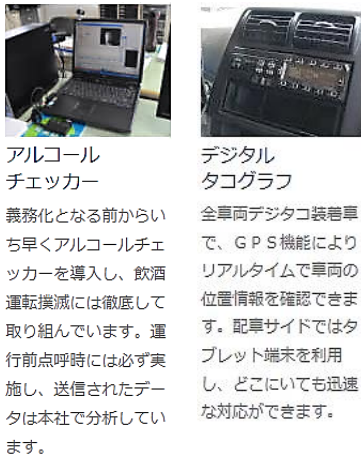 アルコール
チェッカー
義務化となる前からい
ち早くアルコールチェ
ッカーを導入し、飲酒
運転撲滅には徹底して
取り組んでいます。運
行前点呼時には必ず実
施し、送信されたデー
タは本社で分析してい
ます。
デジタル
タコグラフ
全車両デジタコ装着車
で、ＧＰＳ機能により
リアルタイムで車両の
位置情報を確認できま
す。配車サイドではタ
ブレット端末を利用
し、どこにいても迅速
な対応ができます。